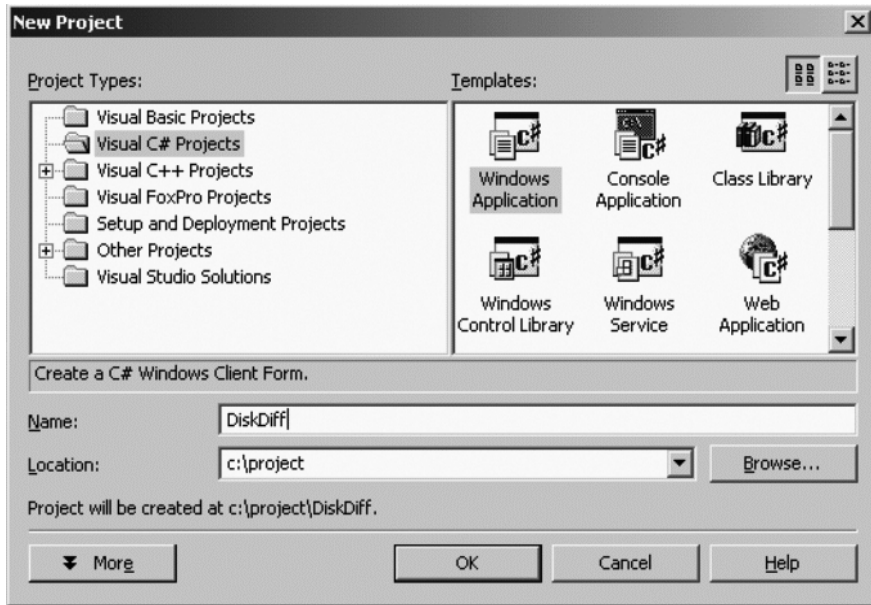 New Project
Project Types:
Templates:
Visual Basic Projects
Visual C# Projects
Visual C++ Projects
Visual FoxPro Projects
Setup and Deployment Projects
Other Projects
Visual Studio Solutions
Windows
Application
Console
Application
Class Library
Windows
Control Library
Windows
Service
Web
Application
Create a C# Windows Client Form.
Name:
DiskDiff
Location:
c:\project
Browse...
Project will be created at c:\project\DiskDiff.
More
OK
Cancel
Help